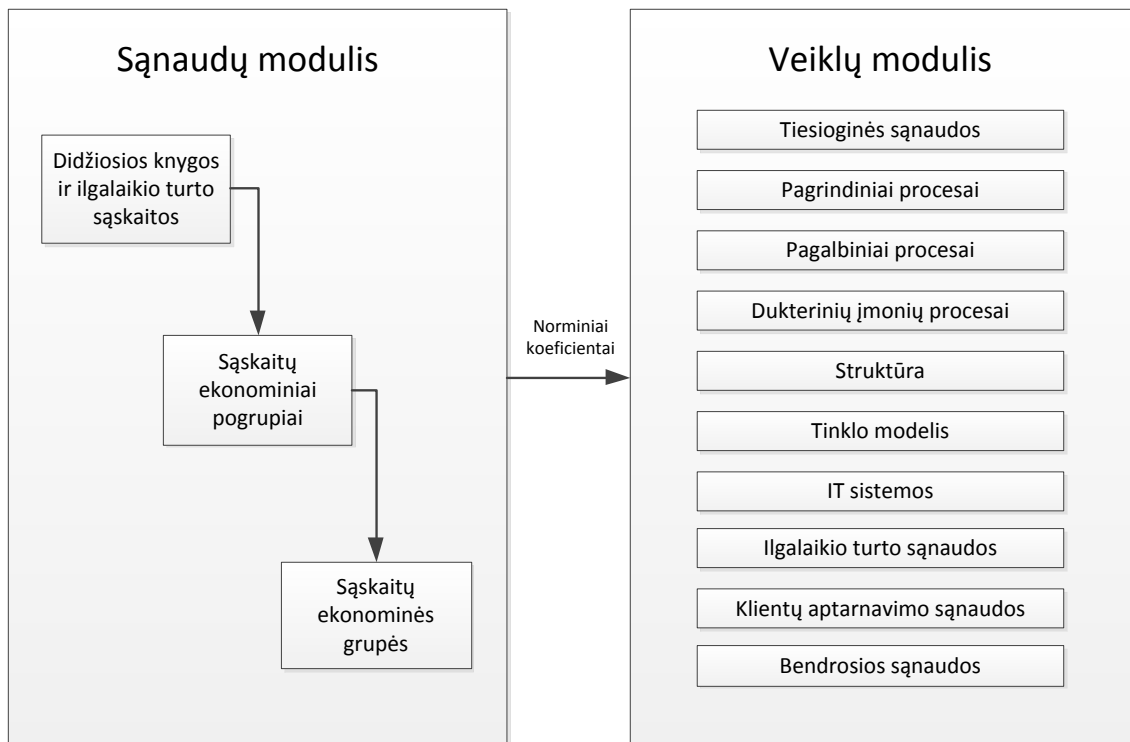 Sąnaudų modulis
Didžiosios knygos
ir ilgalaikio turto
sąskaitos
Sąskaitų
ekonominiai
pogrupiai
Sąskaitų
ekonominės
grupės
Norminiai
koeficientai
Veiklų modulis
Tiesioginės sąnaudos
Pagrindiniai procesai
Pagalbiniai procesai
Dukterinių įmonių procesai
Struktūra
Tinklo modelis
IT sistemos
Ilgalaikio turto sąnaudos
Klientų aptarnavimo sąnaudos
Bendrosios sąnaudos